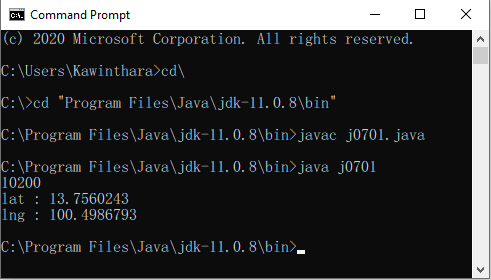 Command Prompt
(c) 2020 Microsoft Corporation. All rights reserved.
C:\Users\Kawinthara>cd\
C:\>cd "Program Files\Java\jdk-11.0.8\bin"
C:\Program Files\Java\jdk-11.0.8\bin>javac j0701.java
C:\Program Files\Java\jdk-11.0.8\bin>java j0701
10200
lat : 13.7560243
lng : 100.4986793
C:\Program Files\Java\jdk-11.0.8\bin>